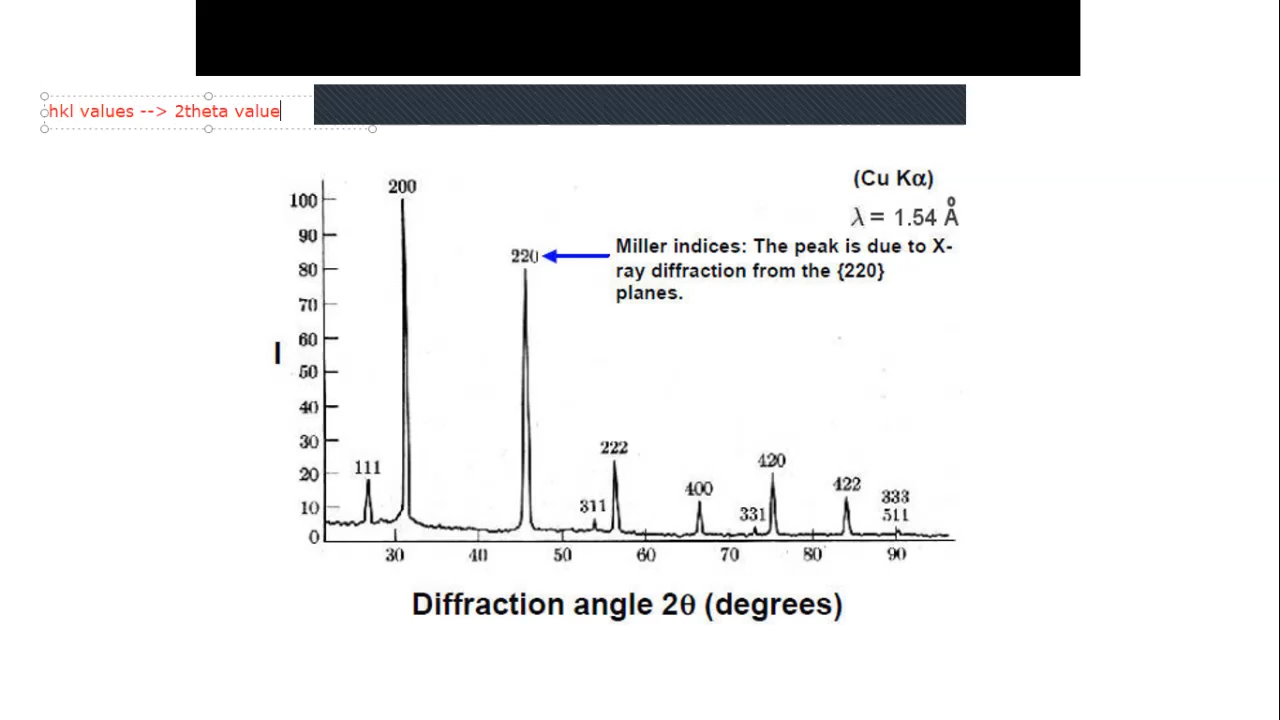 hkl values --> 2theta value
(Cu Kα)
λ = 1.54 Å
Miller indices: The peak is due to X-
ray diffraction from the {220}
planes.
200
220
111
311
222
400
331
420
422
333
511
I
100
90
80
70
60
50
40
30
20
10
0
30 40 50 60 70 80 90
Diffraction angle 2θ (degrees)